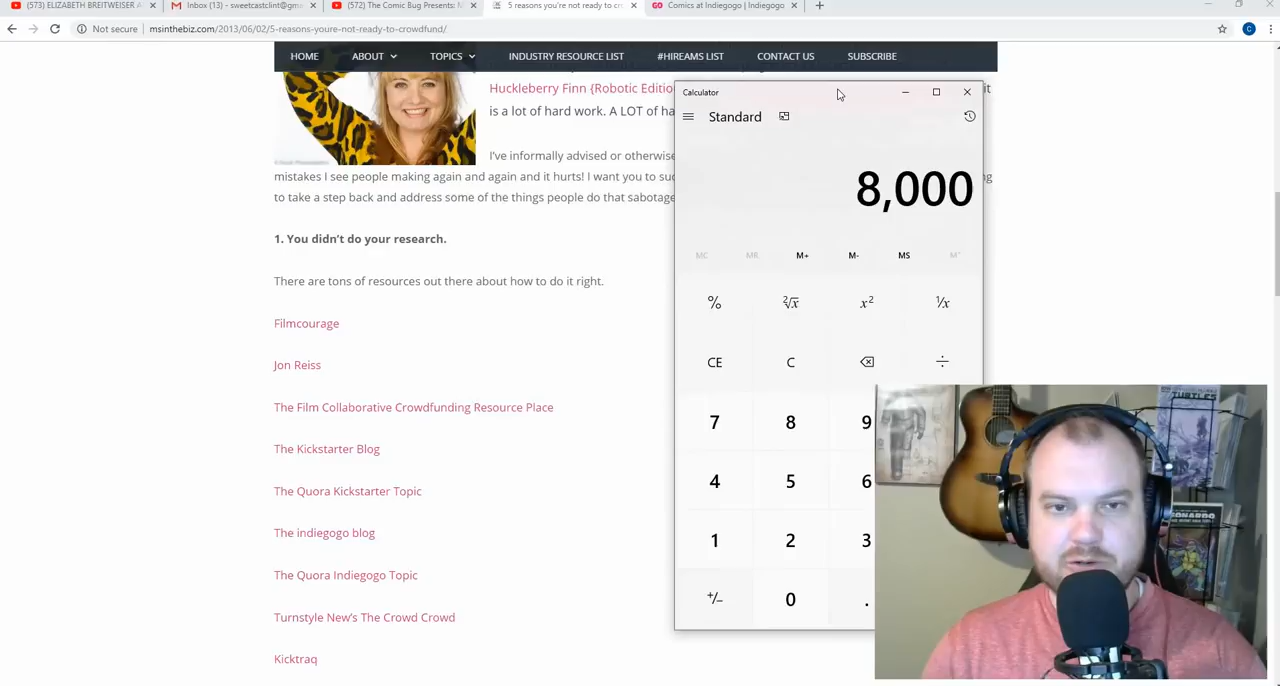 (573) ELIZABETH BREITWEISER A
Inbox (13) - sweetcastclint@gma
(572) The Comic Bug Presents: M
5 reasons you're not ready to cr
Comics at Indiegogo | Indiegogo
Not secure | msinthebiz.com/2013/06/02/5-reasons-youre-not-ready-to-crowdfund/
HOME ABOUT TOPICS INDUSTRY RESOURCE LIST #HIREAMS LIST CONTACT US SUBSCRIBE
Huckleberry Finn {Robotic Editio it
is a lot of hard work. A LOT of ha
I've informally advised or otherwise
mistakes I see people making again and again and it hurts! I want you to suc ng
to take a step back and address some of the things people do that sabotage
1. You didn't do your research.
There are tons of resources out there about how to do it right.
Filmcourage
Jon Reiss
The Film Collaborative Crowdfunding Resource Place
The Kickstarter Blog
The Quora Kickstarter Topic
The indiegogo blog
The Quora Indiegogo Topic
Turnstyle New's The Crowd Crowd
Kicktraq
Calculator
Standard
8,000
MC MR M+ M- MS M˅
% ²√x x² ¹/x
CE C ÷
7 8 9
4 5 6
1 2 3
+/− 0 .
TURTLES
LEONARDO